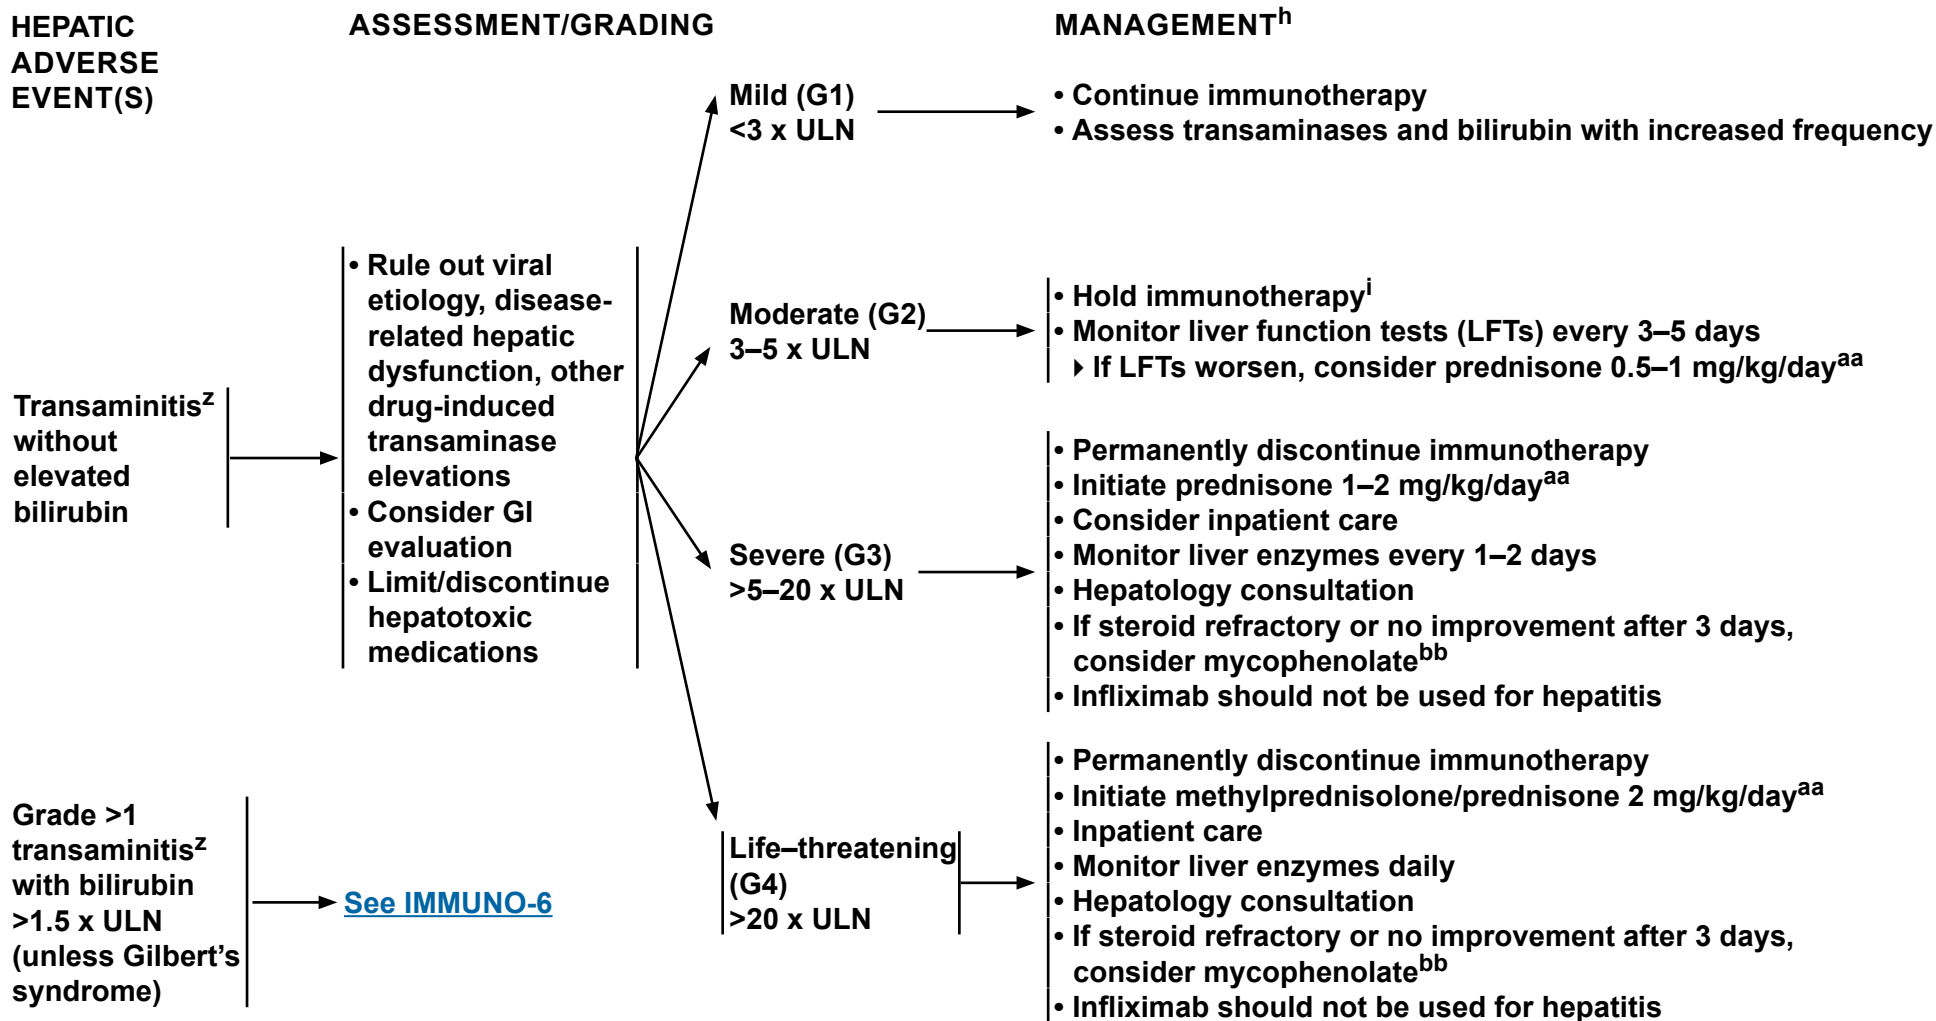 HEPATIC
ADVERSE
EVENT(S)
ASSESSMENT/GRADING
MANAGEMENTh
Transaminitisz
without
elevated
bilirubin
• Rule out viral
etiology, disease-
related hepatic
dysfunction, other
drug-induced
transaminase
elevations
• Consider GI
evaluation
• Limit/discontinue
hepatotoxic
medications
Mild (G1)
<3 x ULN
• Continue immunotherapy
• Assess transaminases and bilirubin with increased frequency
Moderate (G2)
3–5 x ULN
• Hold immunotherapyi
• Monitor liver function tests (LFTs) every 3–5 days
▸ If LFTs worsen, consider prednisone 0.5–1 mg/kg/dayaa
Severe (G3)
>5–20 x ULN
• Permanently discontinue immunotherapy
• Initiate prednisone 1–2 mg/kg/dayaa
• Consider inpatient care
• Monitor liver enzymes every 1–2 days
• Hepatology consultation
• If steroid refractory or no improvement after 3 days,
consider mycophenolatebb
• Infliximab should not be used for hepatitis
Life–threatening
(G4)
>20 x ULN
• Permanently discontinue immunotherapy
• Initiate methylprednisolone/prednisone 2 mg/kg/dayaa
• Inpatient care
• Monitor liver enzymes daily
• Hepatology consultation
• If steroid refractory or no improvement after 3 days,
consider mycophenolatebb
• Infliximab should not be used for hepatitis
Grade >1
transaminitisz
with bilirubin
>1.5 x ULN
(unless Gilbert's
syndrome)
See IMMUNO-6